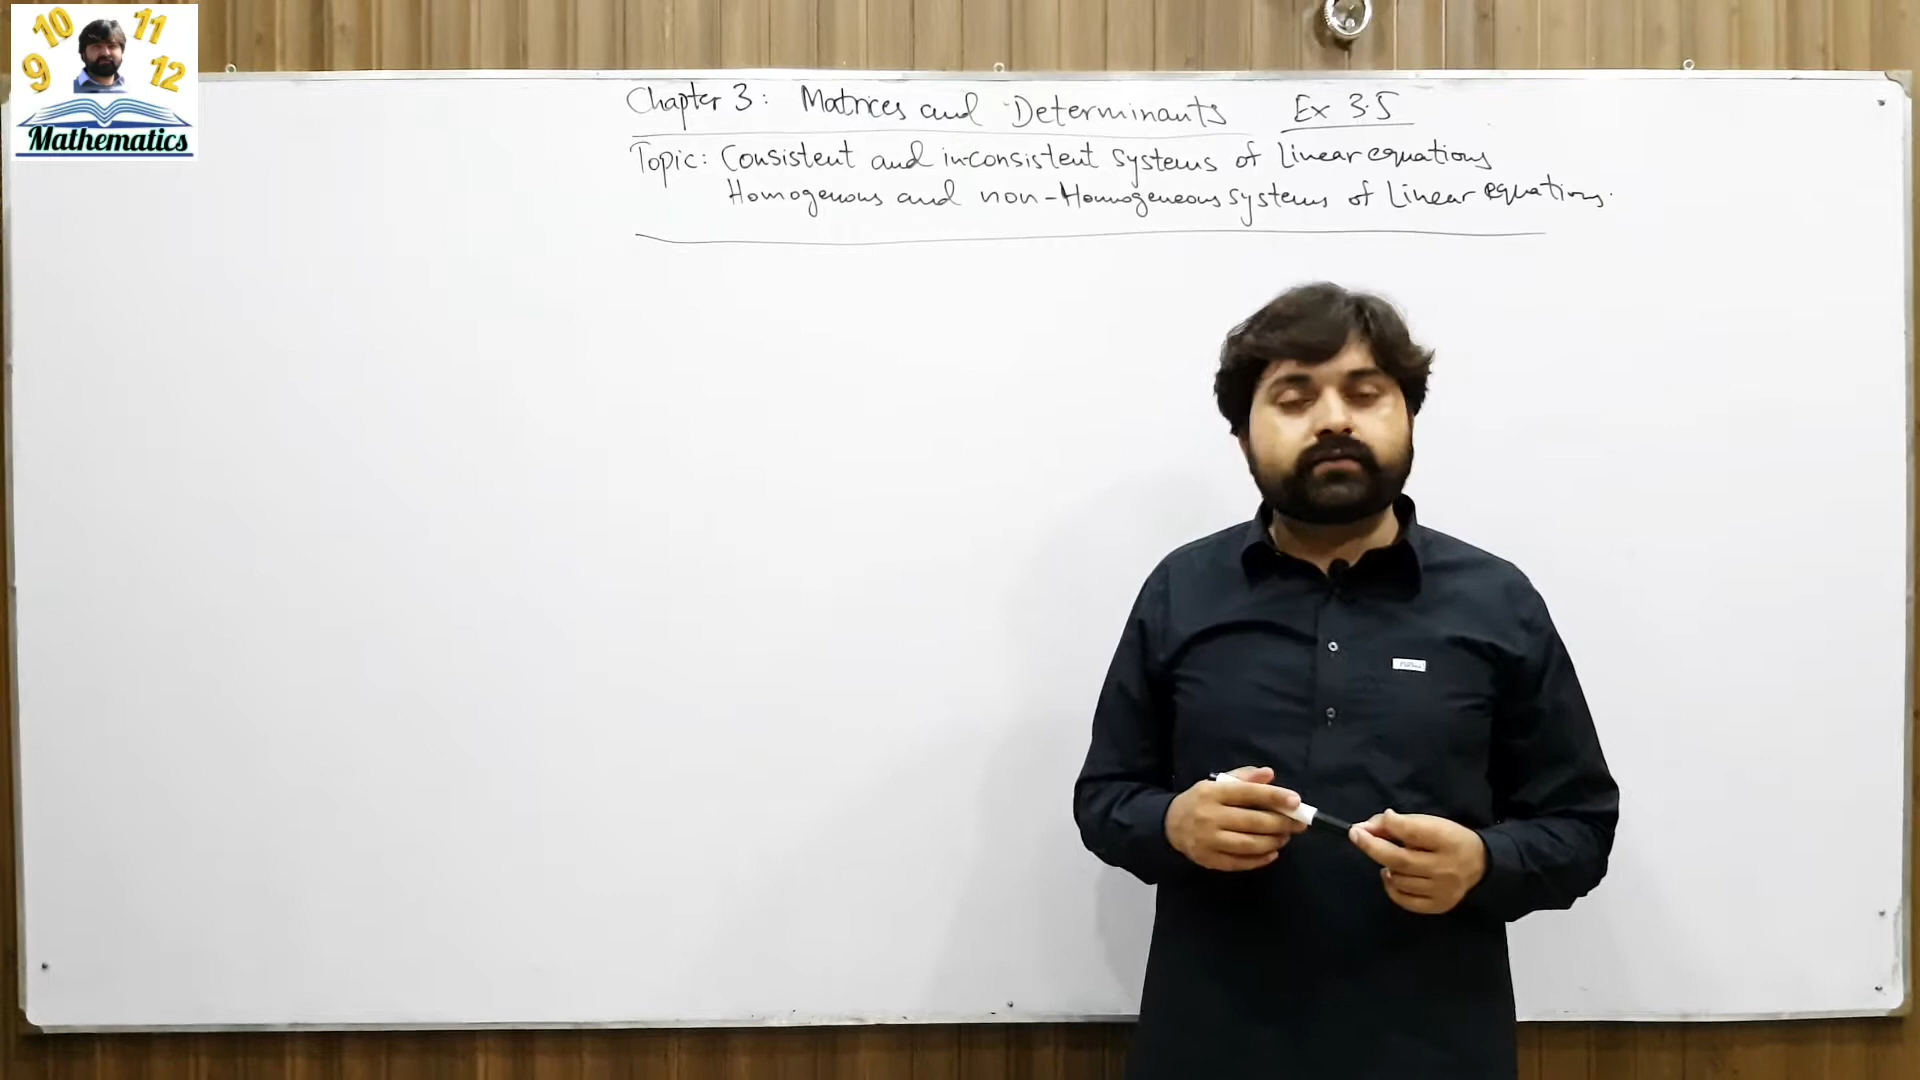 10 11
9 12
Mathematics
Chapter 3: Matrices and Determinants Ex 3.5
Topic: Consistent and inconsistent systems of Linear equations
Homogenous and non-Homogeneous systems of Linear equations.